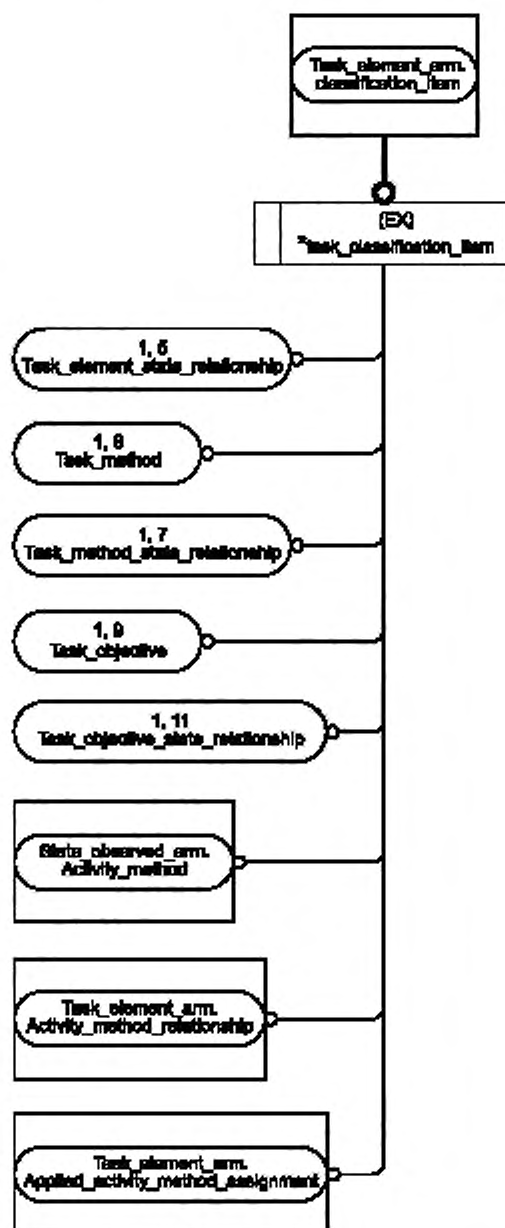 Task_element_arm.
classification_item
(EX)
*task_classification_item
1, 5
Task_element_state_relationship
1, 8
Task_method
1, 7
Task_method_state_relationship
1, 9
Task_objective
1, 11
Task_objective_state_relationship
State_observed_arm.
Activity_method
Task_element_arm.
Activity_method_relationship
Task_element_arm.
Applied_activity_method_assignment